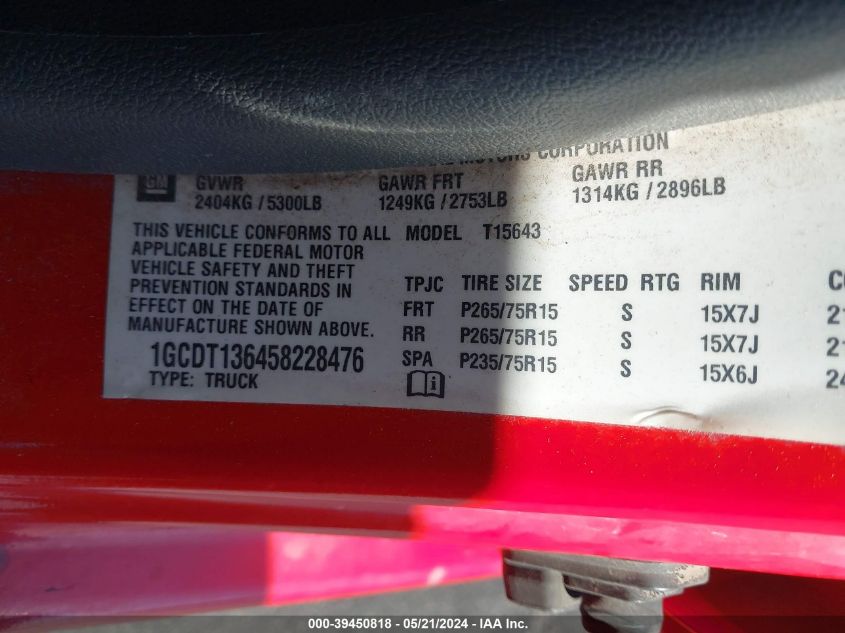 MOTORS CORPORATION
GM
GVWR GAWR FRT GAWR RR
2404KG / 5300LB 1249KG / 2753LB 1314KG / 2896LB
THIS VEHICLE CONFORMS TO ALL
APPLICABLE FEDERAL MOTOR
VEHICLE SAFETY AND THEFT
PREVENTION STANDARDS IN
EFFECT ON THE DATE OF
MANUFACTURE SHOWN ABOVE.
1GCDT136458228476
TYPE: TRUCK
MODEL T15643
TPJC TIRE SIZE SPEED RTG RIM
FRT P265/75R15 S 15X7J
RR P265/75R15 S 15X7J
SPA P235/75R15 S 15X6J
000-39450818 - 05/21/2024 - IAA Inc.